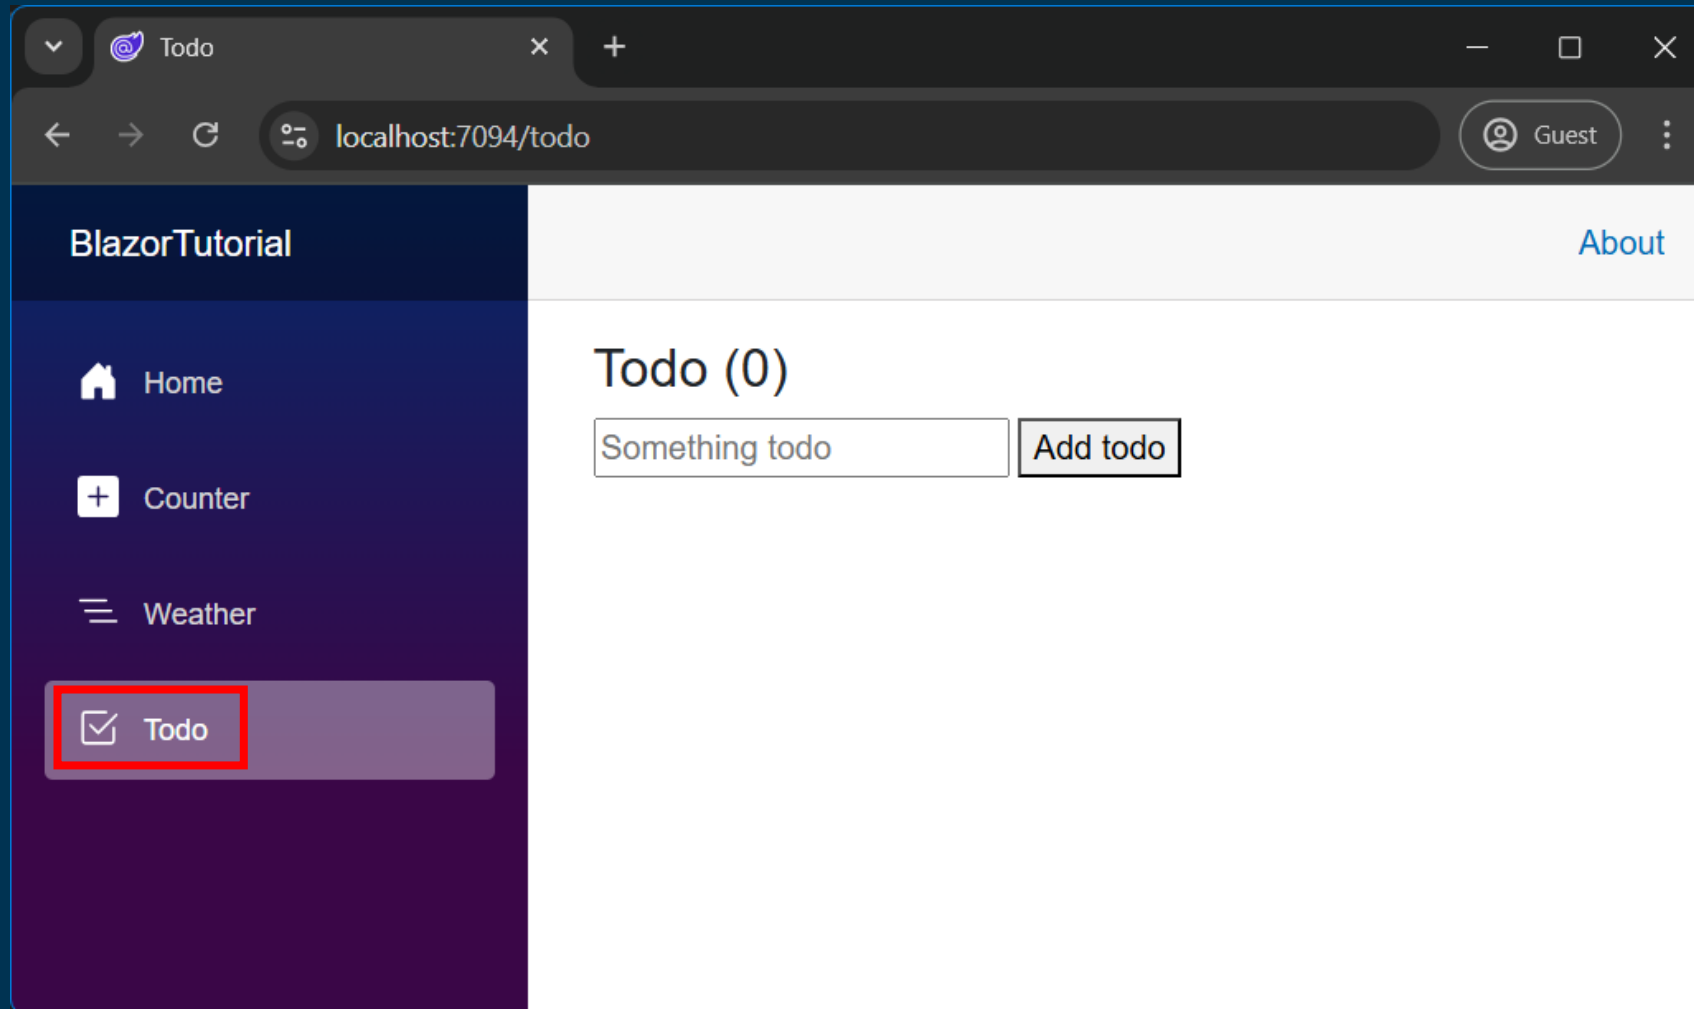 Todo
localhost:7094/todo
Guest
BlazorTutorial
About
Home
Counter
Weather
Todo
Todo (0)
Something todo
Add todo